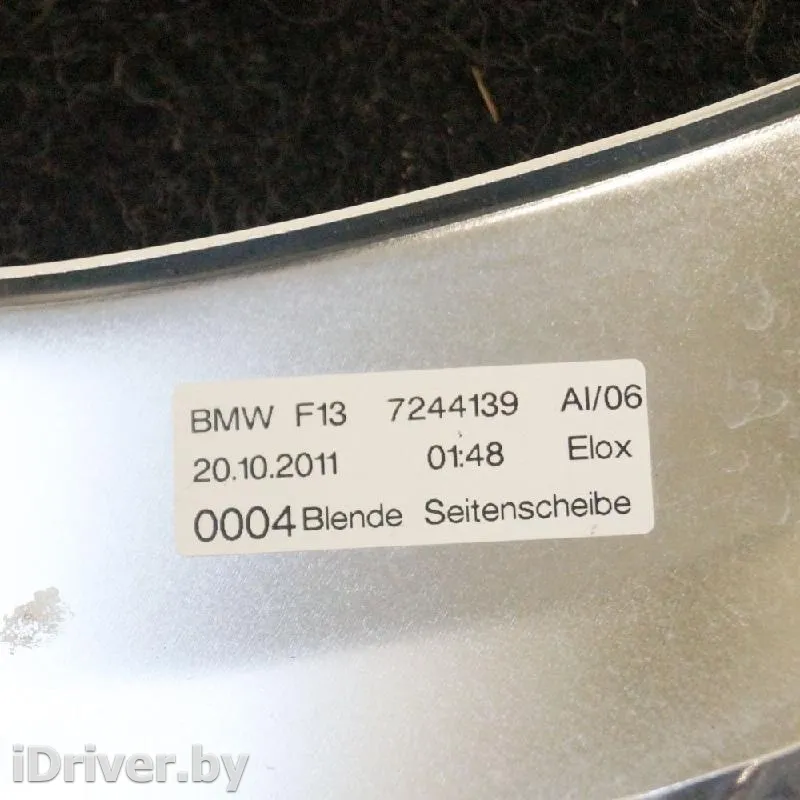 BMW F13 7244139 AI/06
20.10.2011 01:48 Elox
0004 Blende Seitenscheibe
iDriver.by